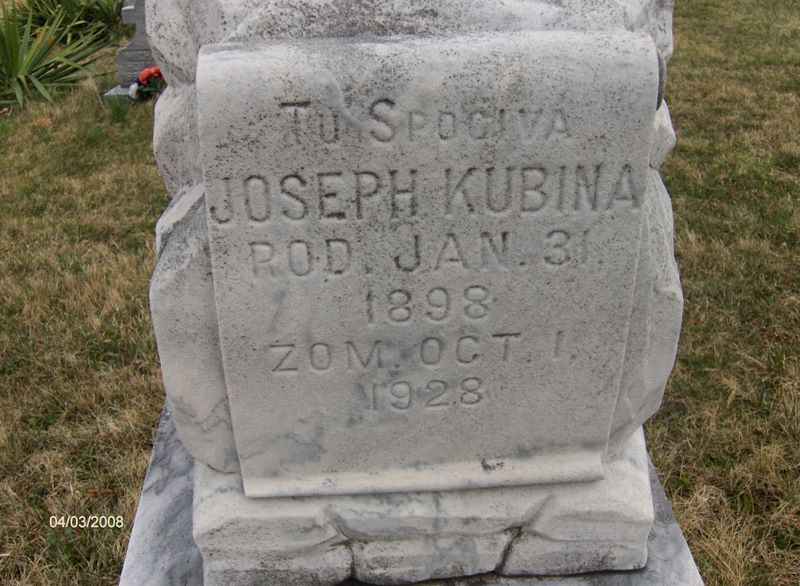 TU SPOCIVA
JOSEPH KUBINA
ROD. JAN. 31.
1898
ZOM. OCT. 1.
1928
04/03/2008